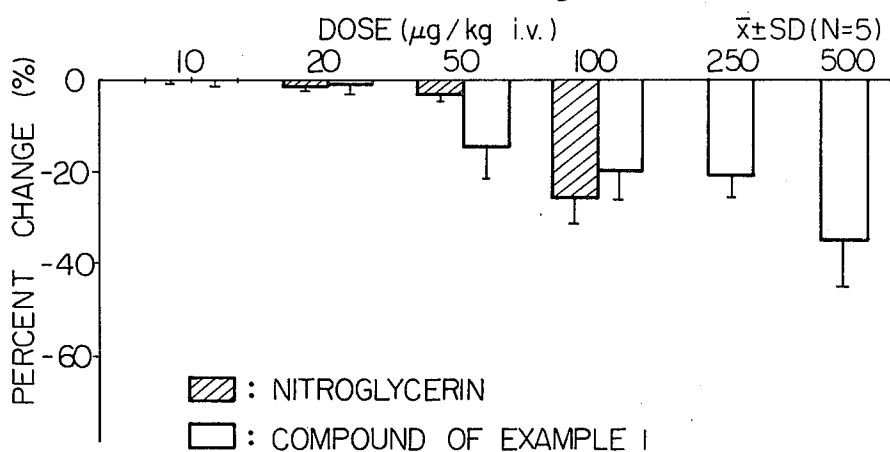 DOSE (μg/kg i.v.) x̄±SD(N=5)
10 20 50 100 250 500
PERCENT CHANGE (%)
0
-20
-40
-60
: NITROGLYCERIN
: COMPOUND OF EXAMPLE 1